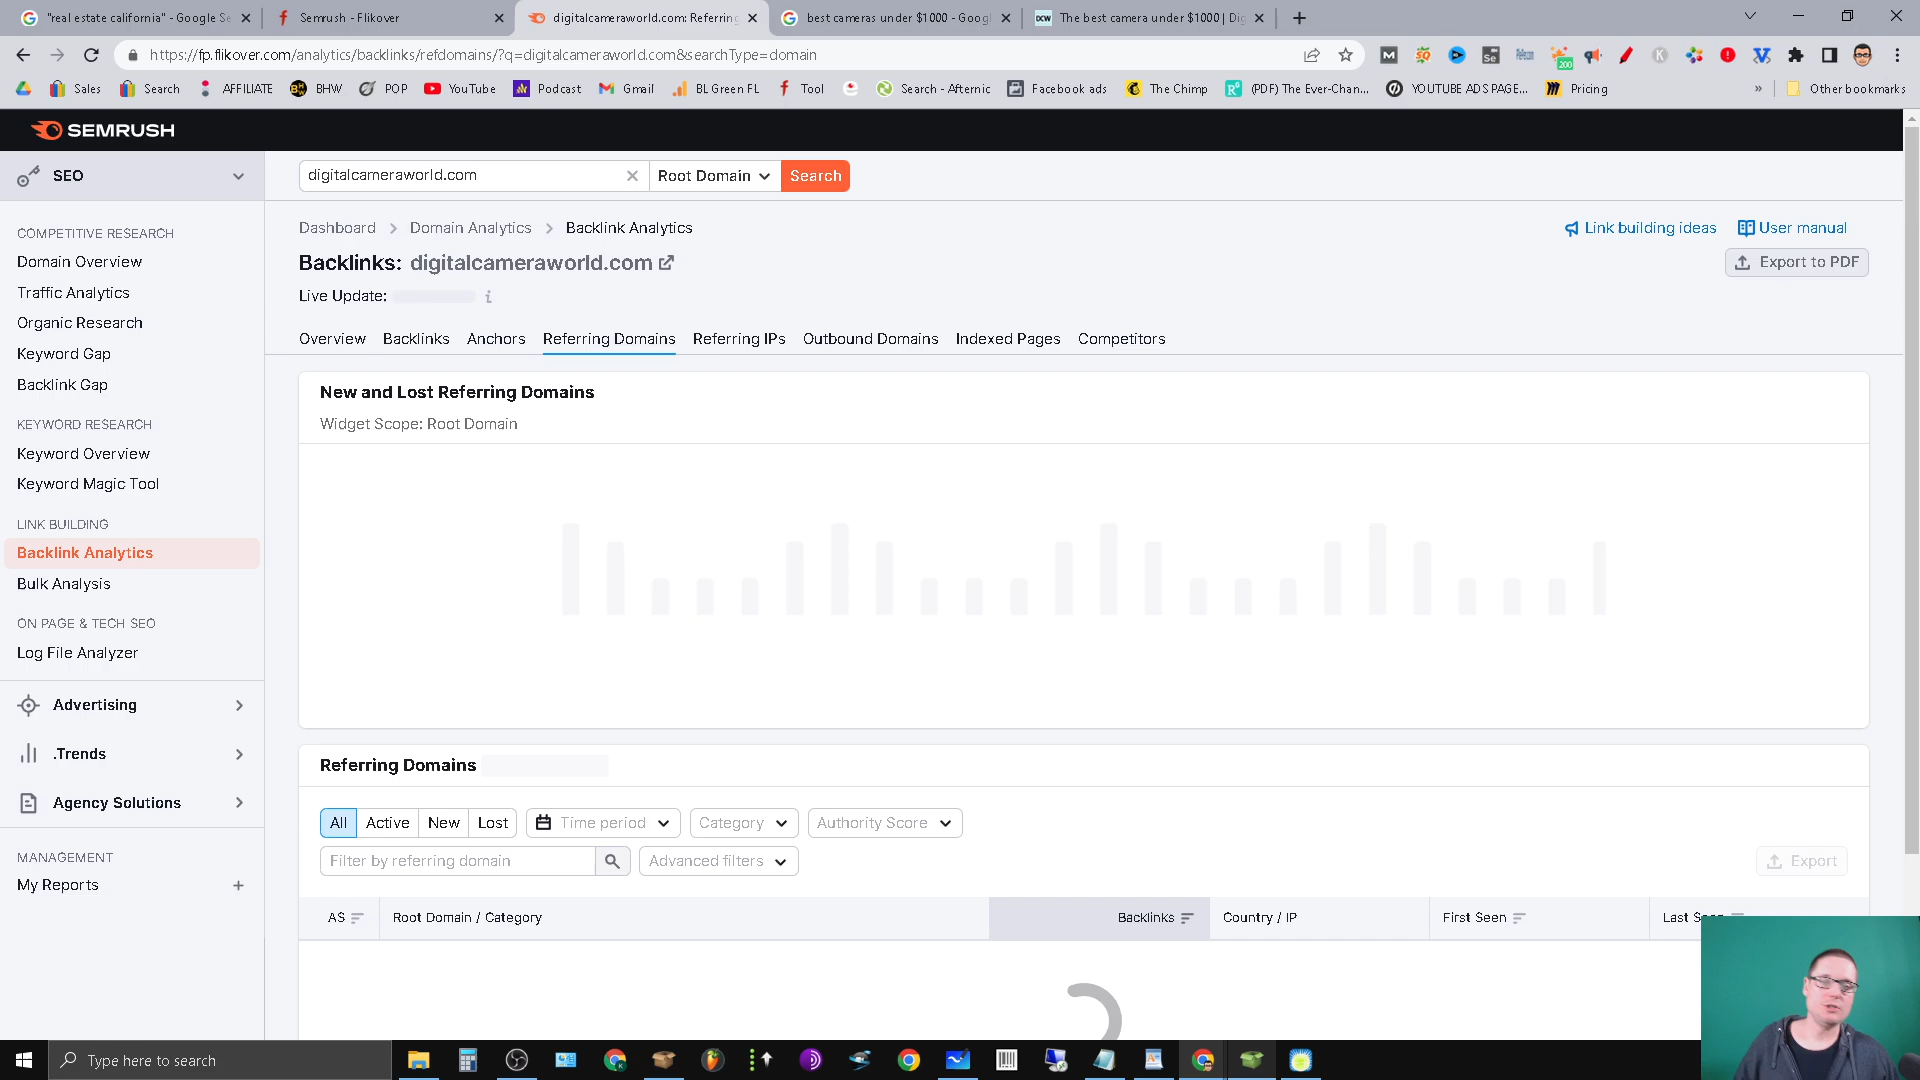 "real estate california" - Google Se
Semrush - Flikover
digitalcameraworld.com: Referring
best cameras under $1000 - Googl
DCW
The best camera under $1000 | Dig
https://fp.flikover.com/analytics/backlinks/refdomains/?q=digitalcameraworld.com&searchType=domain
200
Sales
Search
AFFILIATE
BHW
POP
YouTube
Podcast
Gmail
BL Green FL
Tool
Search - Afternic
Facebook ads
The Chimp
(PDF) The Ever-Chan...
YOUTUBE ADS PAGE...
Pricing
»
Other bookmarks
SEMRUSH
SEO
digitalcameraworld.com
Root Domain
Search
COMPETITIVE RESEARCH
Domain Overview
Traffic Analytics
Organic Research
Keyword Gap
Backlink Gap
KEYWORD RESEARCH
Keyword Overview
Keyword Magic Tool
LINK BUILDING
Backlink Analytics
Bulk Analysis
ON PAGE & TECH SEO
Log File Analyzer
Advertising
.Trends
Agency Solutions
MANAGEMENT
My Reports
Dashboard > Domain Analytics > Backlink Analytics
Link building ideas
User manual
Backlinks: digitalcameraworld.com
Export to PDF
Live Update:
Overview
Backlinks
Anchors
Referring Domains
Referring IPs
Outbound Domains
Indexed Pages
Competitors
New and Lost Referring Domains
Widget Scope: Root Domain
Referring Domains
All
Active
New
Lost
Time period
Category
Authority Score
Filter by referring domain
Advanced filters
Export
AS
Root Domain / Category
Backlinks
Country / IP
First Seen
Last Seen
Type here to search